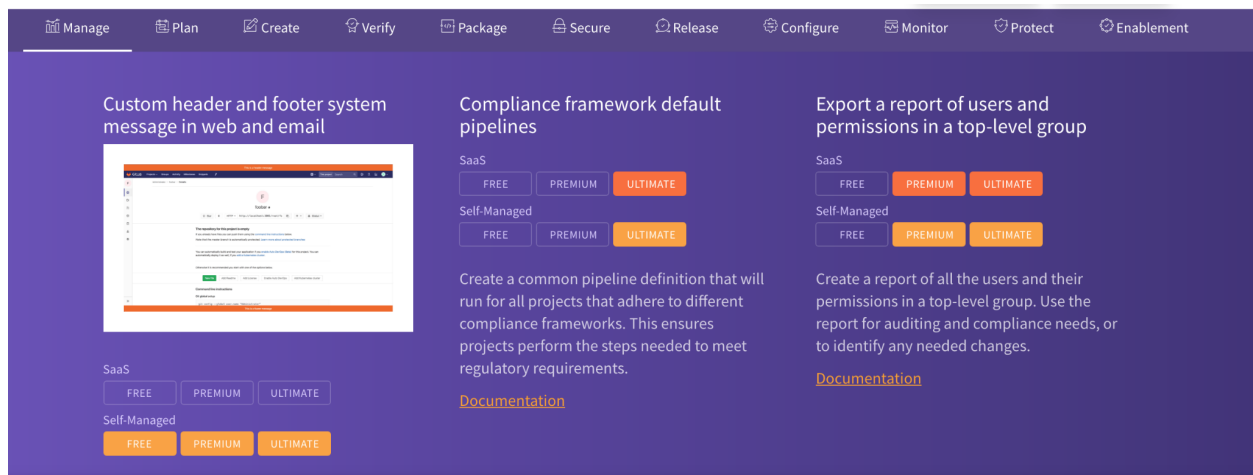 Manage Plan Create Verify Package Secure Release Configure Monitor Protect Enablement
Custom header and footer system
message in web and email
SaaS
FREE PREMIUM ULTIMATE
Self-Managed
FREE PREMIUM ULTIMATE
Compliance framework default
pipelines
SaaS
FREE PREMIUM ULTIMATE
Self-Managed
FREE PREMIUM ULTIMATE
Create a common pipeline definition that will
run for all projects that adhere to different
compliance frameworks. This ensures
projects perform the steps needed to meet
regulatory requirements.
Documentation
Export a report of users and
permissions in a top-level group
SaaS
FREE PREMIUM ULTIMATE
Self-Managed
FREE PREMIUM ULTIMATE
Create a report of all the users and their
permissions in a top-level group. Use the
report for auditing and compliance needs, or
to identify any needed changes.
Documentation